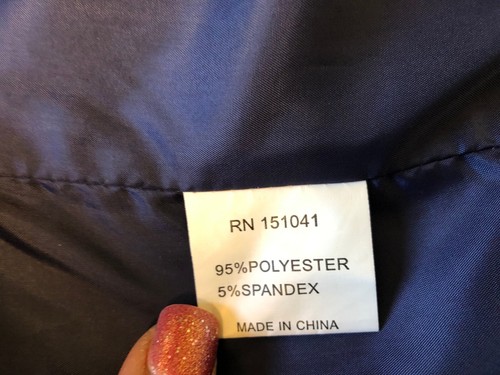 RN 151041
95%POLYESTER
5%SPANDEX
MADE IN CHINA